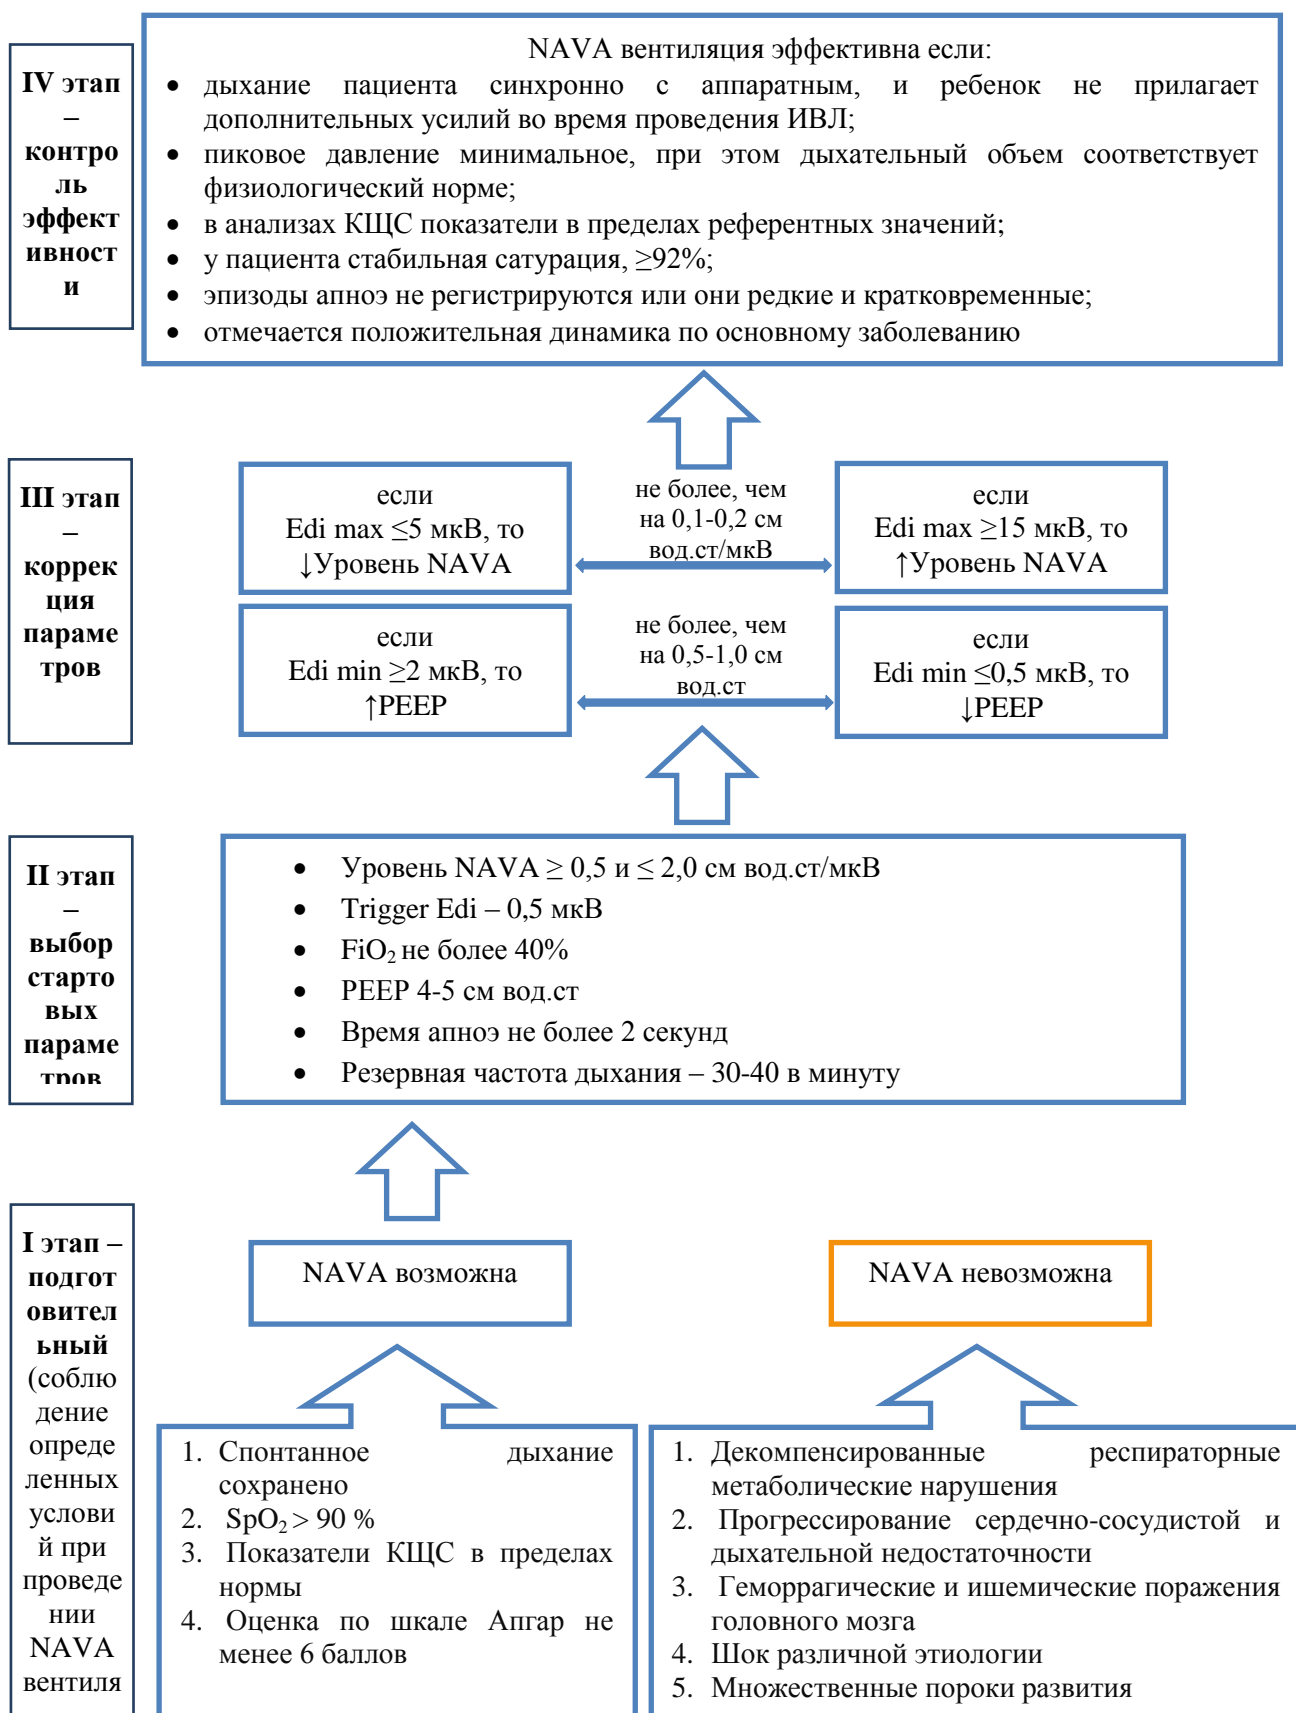 IV этап
–
контро
ль
эффект
ивност
и
NAVA вентиляция эффективна если:
• дыхание пациента синхронно с аппаратным, и ребенок не прилагает
дополнительных усилий во время проведения ИВЛ;
• пиковое давление минимальное, при этом дыхательный объем соответствует
физиологический норме;
• в анализах КЩС показатели в пределах референтных значений;
• у пациента стабильная сатурация, ≥92%;
• эпизоды апноэ не регистрируются или они редкие и кратковременные;
• отмечается положительная динамика по основному заболеванию
III этап
–
коррек
ция
параме
тров
если
Edi max ≤5 мкВ, то
↓Уровень NAVA
не более, чем
на 0,1-0,2 см
вод.ст/мкВ
если
Edi max ≥15 мкВ, то
↑Уровень NAVA
если
Edi min ≥2 мкВ, то
↑PEEP
не более, чем
на 0,5-1,0 см
вод.ст
если
Edi min ≤0,5 мкВ, то
↓PEEP
II этап
–
выбор
старто
вых
параме
тров
• Уровень NAVA ≥ 0,5 и ≤ 2,0 см вод.ст/мкВ
• Trigger Edi – 0,5 мкВ
• FiO₂ не более 40%
• PEEP 4-5 см вод.ст
• Время апноэ не более 2 секунд
• Резервная частота дыхания – 30-40 в минуту
I этап –
подгот
овител
ьный
(соблю
дение
опреде
ленных
услови
й при
проведе
нии
NAVA
вентиля
NAVA возможна
NAVA невозможна
1. Спонтанное дыхание
сохранено
2. SpO₂ > 90 %
3. Показатели КЩС в пределах
нормы
4. Оценка по шкале Апгар не
менее 6 баллов
1. Декомпенсированные респираторные
метаболические нарушения
2. Прогрессирование сердечно-сосудистой и
дыхательной недостаточности
3. Геморрагические и ишемические поражения
головного мозга
4. Шок различной этиологии
5. Множественные пороки развития